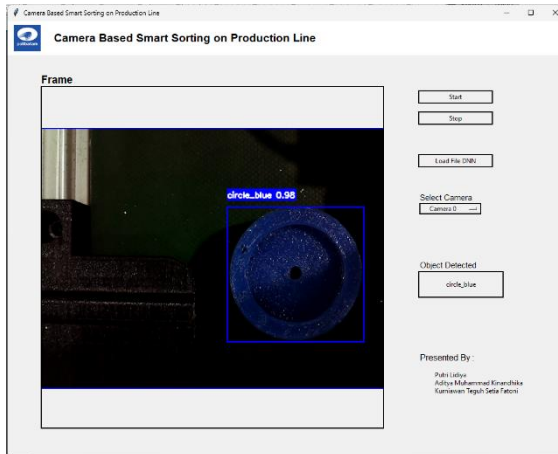 Camera Based Smart Sorting on Production Line
Camera Based Smart Sorting on Production Line
Frame
Start
Stop
Load File DNN
circle_blue 0.98
Select Camera
Camera 0
Object Detected
circle_blue
Presented By :
Putri Lidiya
Aditya Muhammad Kinandhika
Kurniawan Teguh Setia Fatoni